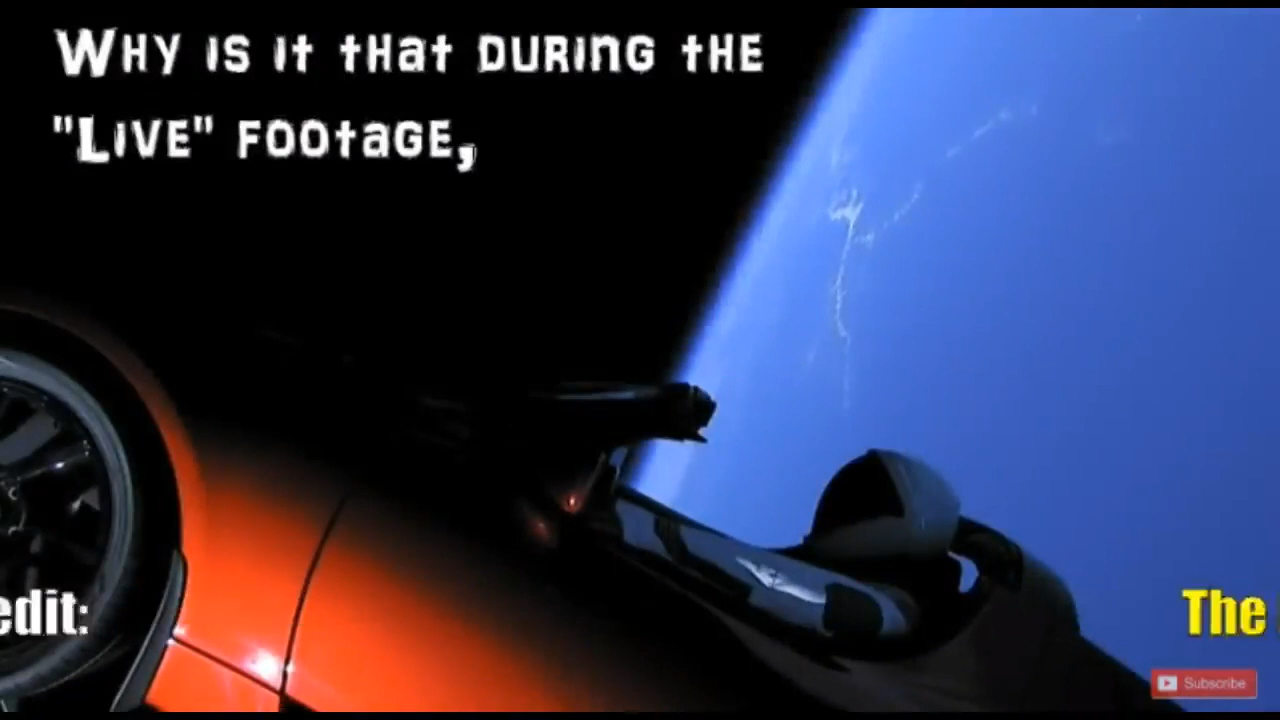 Why is it that during the
"Live" footage,
edit:
The
Subscribe